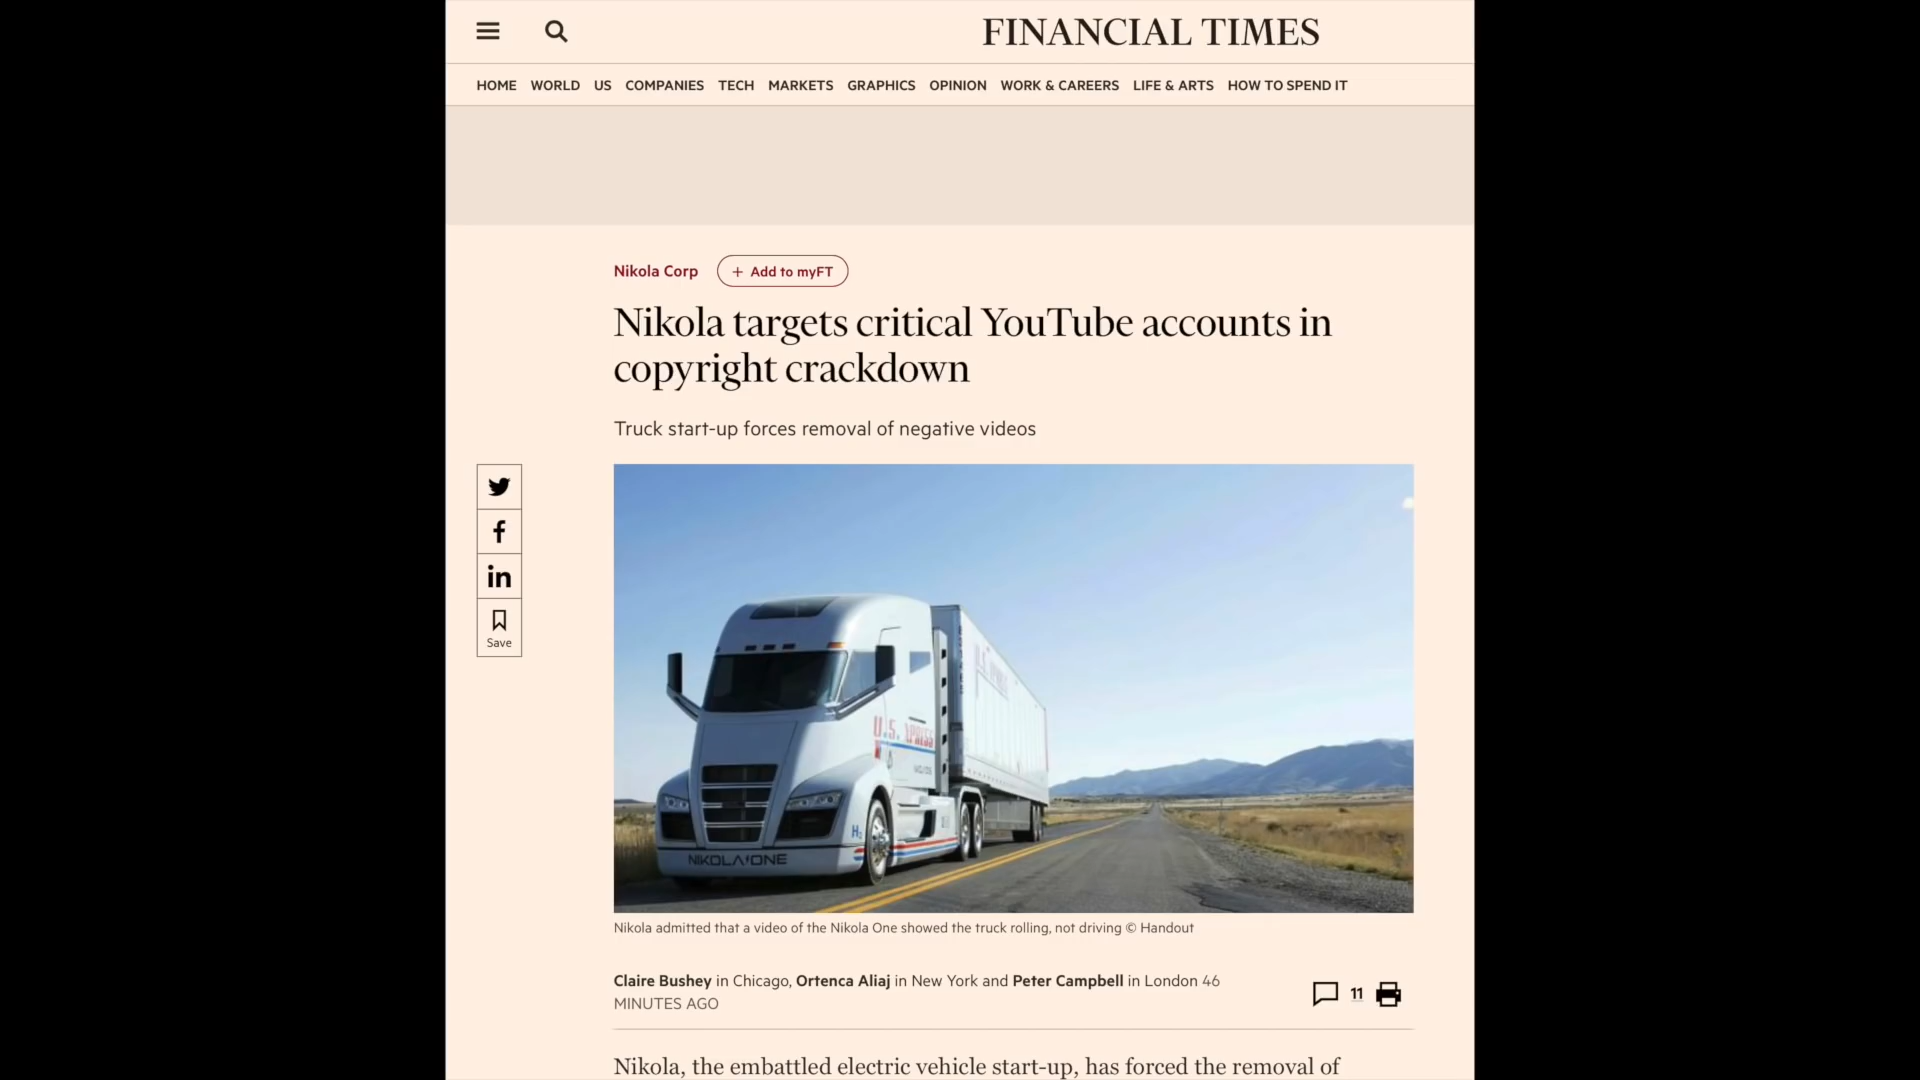 FINANCIAL TIMES
HOME WORLD US COMPANIES TECH MARKETS GRAPHICS OPINION WORK & CAREERS LIFE & ARTS HOW TO SPEND IT
Nikola Corp + Add to myFT
Nikola targets critical YouTube accounts in
copyright crackdown
Truck start-up forces removal of negative videos
in
Save
U.S.
H2
NIKOLA ONE
Nikola admitted that a video of the Nikola One showed the truck rolling, not driving © Handout
Claire Bushey in Chicago, Ortenca Aliaj in New York and Peter Campbell in London 46
MINUTES AGO
11
Nikola, the embattled electric vehicle start-up, has forced the removal of